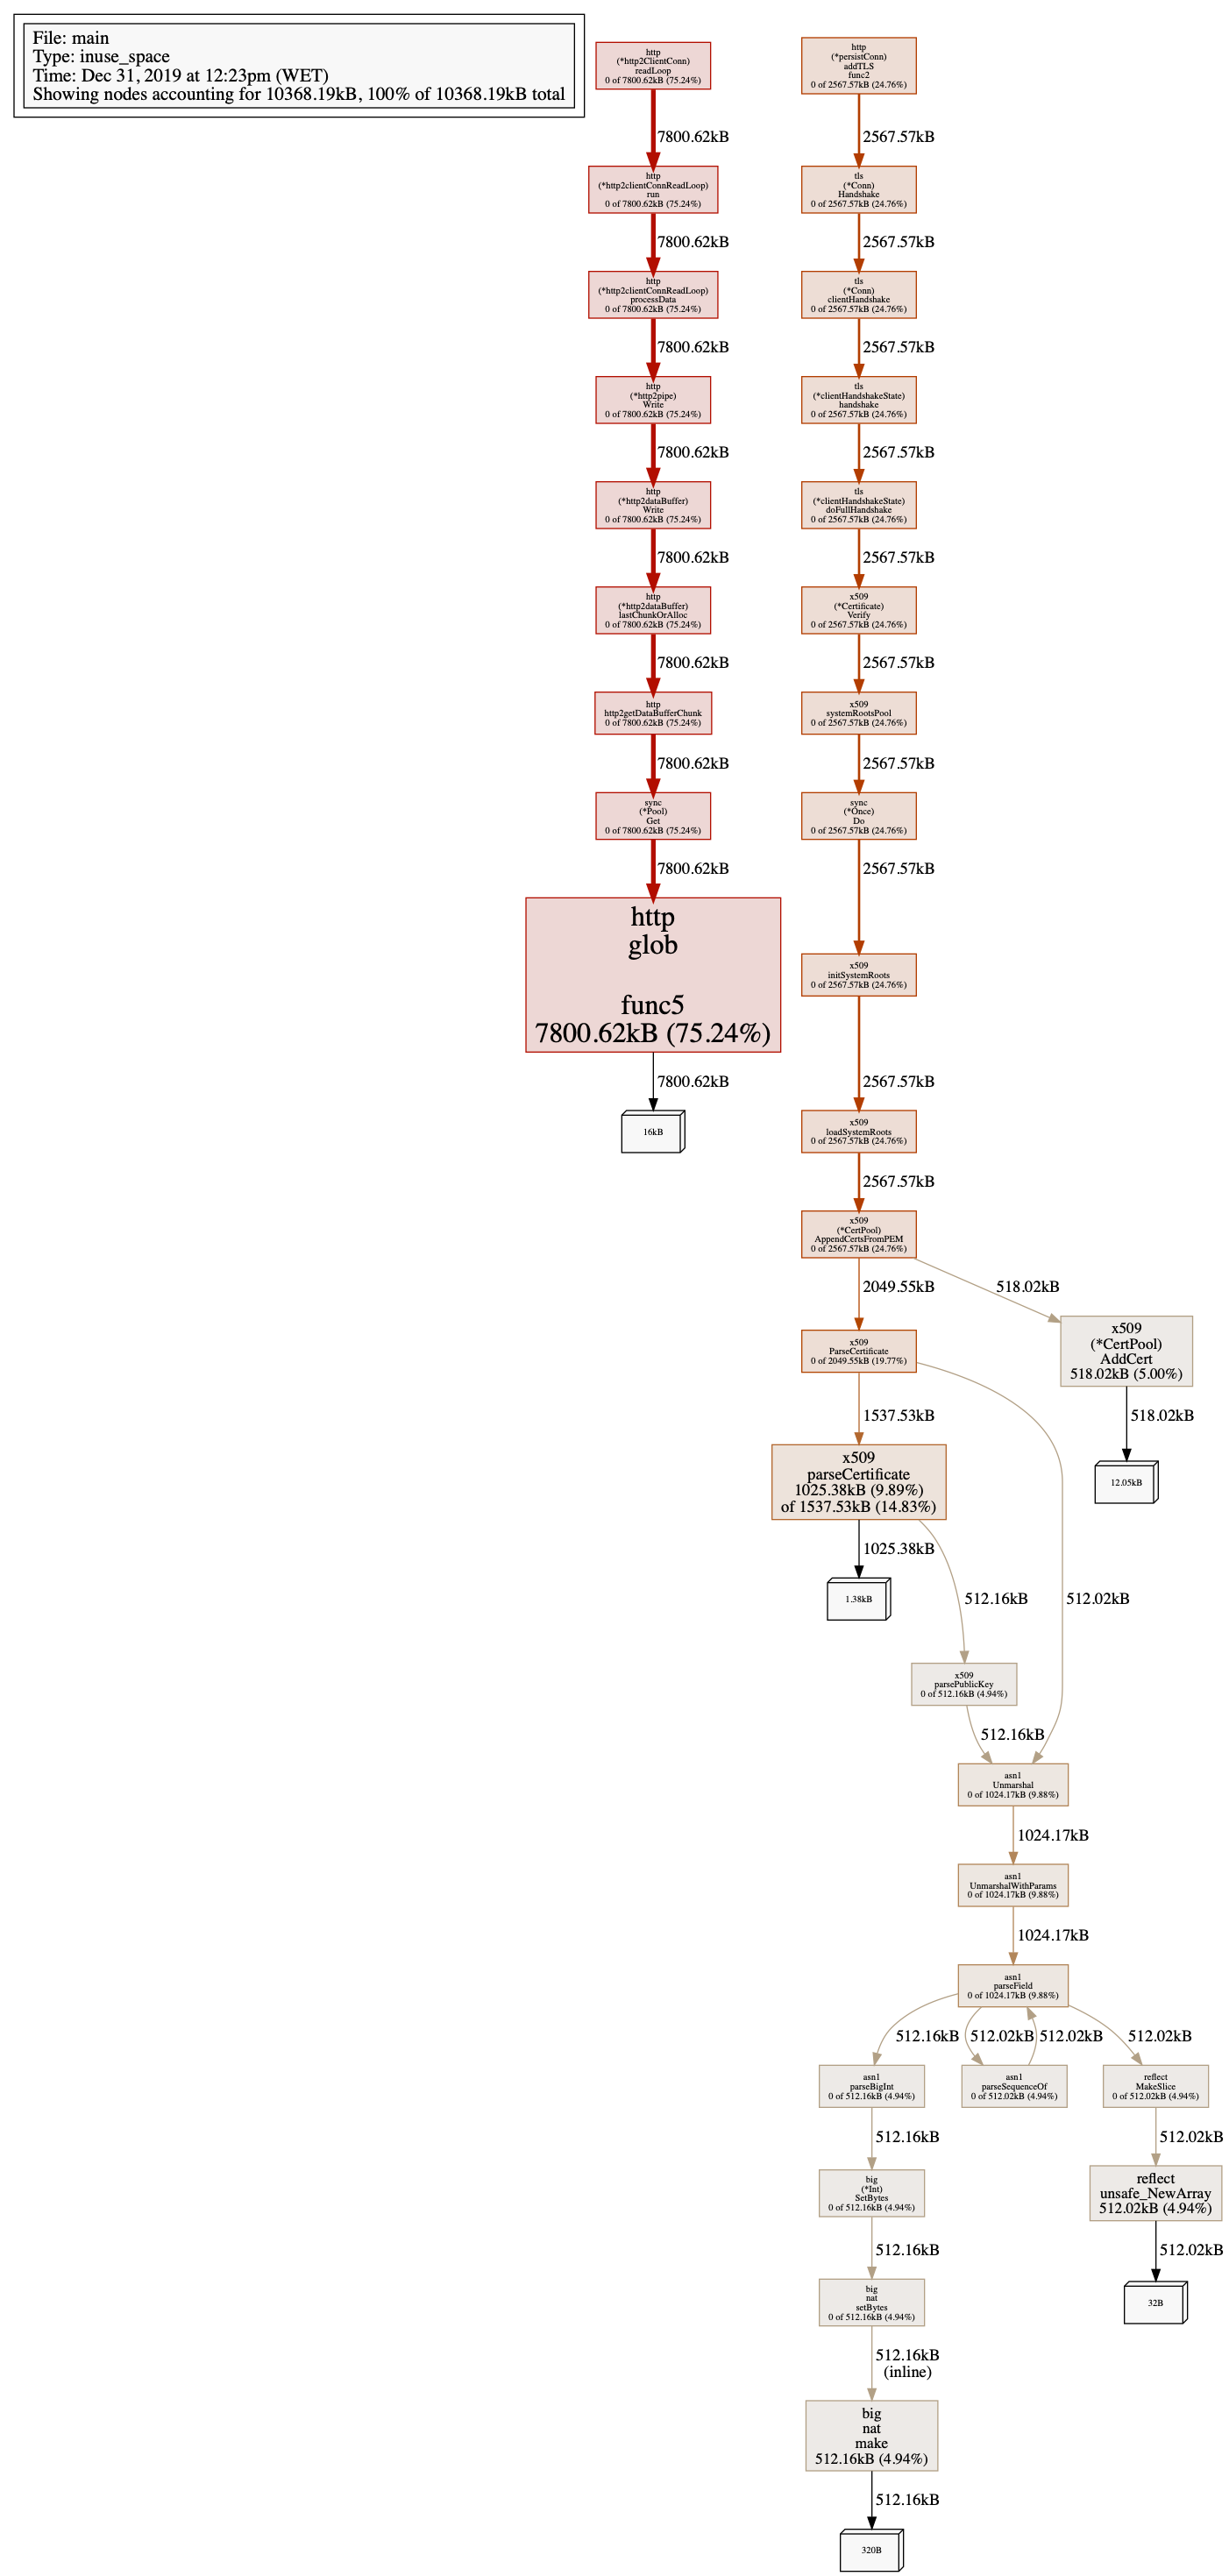 File: main
Type: inuse_space
Time: Dec 31, 2019 at 12:23pm (WET)
Showing nodes accounting for 10368.19kB, 100% of 10368.19kB total
http
(*http2ClientConn)
readLoop
0 of 7800.62kB (75.24%)
7800.62kB
http
(*http2clientConnReadLoop)
run
0 of 7800.62kB (75.24%)
7800.62kB
http
(*http2clientConnReadLoop)
processData
0 of 7800.62kB (75.24%)
7800.62kB
http
(*http2pipe)
Write
0 of 7800.62kB (75.24%)
7800.62kB
http
(*http2dataBuffer)
Write
0 of 7800.62kB (75.24%)
7800.62kB
http
(*http2dataBuffer)
lastChunkOrAlloc
0 of 7800.62kB (75.24%)
7800.62kB
http
http2getDataBufferChunk
0 of 7800.62kB (75.24%)
7800.62kB
sync
(*Pool)
Get
0 of 7800.62kB (75.24%)
7800.62kB
http
glob
func5
7800.62kB (75.24%)
7800.62kB
16kB
http
(*persistConn)
addTLS
func2
0 of 2567.57kB (24.76%)
2567.57kB
tls
(*Conn)
Handshake
0 of 2567.57kB (24.76%)
2567.57kB
tls
(*Conn)
clientHandshake
0 of 2567.57kB (24.76%)
2567.57kB
tls
(*clientHandshakeState)
handshake
0 of 2567.57kB (24.76%)
2567.57kB
tls
(*clientHandshakeState)
doFullHandshake
0 of 2567.57kB (24.76%)
2567.57kB
x509
(*Certificate)
Verify
0 of 2567.57kB (24.76%)
2567.57kB
x509
systemRootsPool
0 of 2567.57kB (24.76%)
2567.57kB
sync
(*Once)
Do
0 of 2567.57kB (24.76%)
2567.57kB
x509
initSystemRoots
0 of 2567.57kB (24.76%)
2567.57kB
x509
loadSystemRoots
0 of 2567.57kB (24.76%)
2567.57kB
x509
(*CertPool)
AppendCertsFromPEM
0 of 2567.57kB (24.76%)
2049.55kB
518.02kB
x509
ParseCertificate
0 of 2049.55kB (19.77%)
x509
(*CertPool)
AddCert
518.02kB (5.00%)
1537.53kB
518.02kB
x509
parseCertificate
1025.38kB (9.89%)
of 1537.53kB (14.83%)
12.05kB
1025.38kB
1.38kB
512.16kB
512.02kB
x509
parsePublicKey
0 of 512.16kB (4.94%)
512.16kB
asn1
Unmarshal
0 of 1024.17kB (9.88%)
1024.17kB
asn1
UnmarshalWithParams
0 of 1024.17kB (9.88%)
1024.17kB
asn1
parseField
0 of 1024.17kB (9.88%)
512.16kB
512.02kB
512.02kB
512.02kB
asn1
parseBigInt
0 of 512.16kB (4.94%)
asn1
parseSequenceOf
0 of 512.02kB (4.94%)
reflect
MakeSlice
0 of 512.02kB (4.94%)
512.16kB
512.02kB
big
(*Int)
SetBytes
0 of 512.16kB (4.94%)
reflect
unsafe_NewArray
512.02kB (4.94%)
512.16kB
512.02kB
big
nat
setBytes
0 of 512.16kB (4.94%)
32B
512.16kB
(inline)
big
nat
make
512.16kB (4.94%)
512.16kB
320B